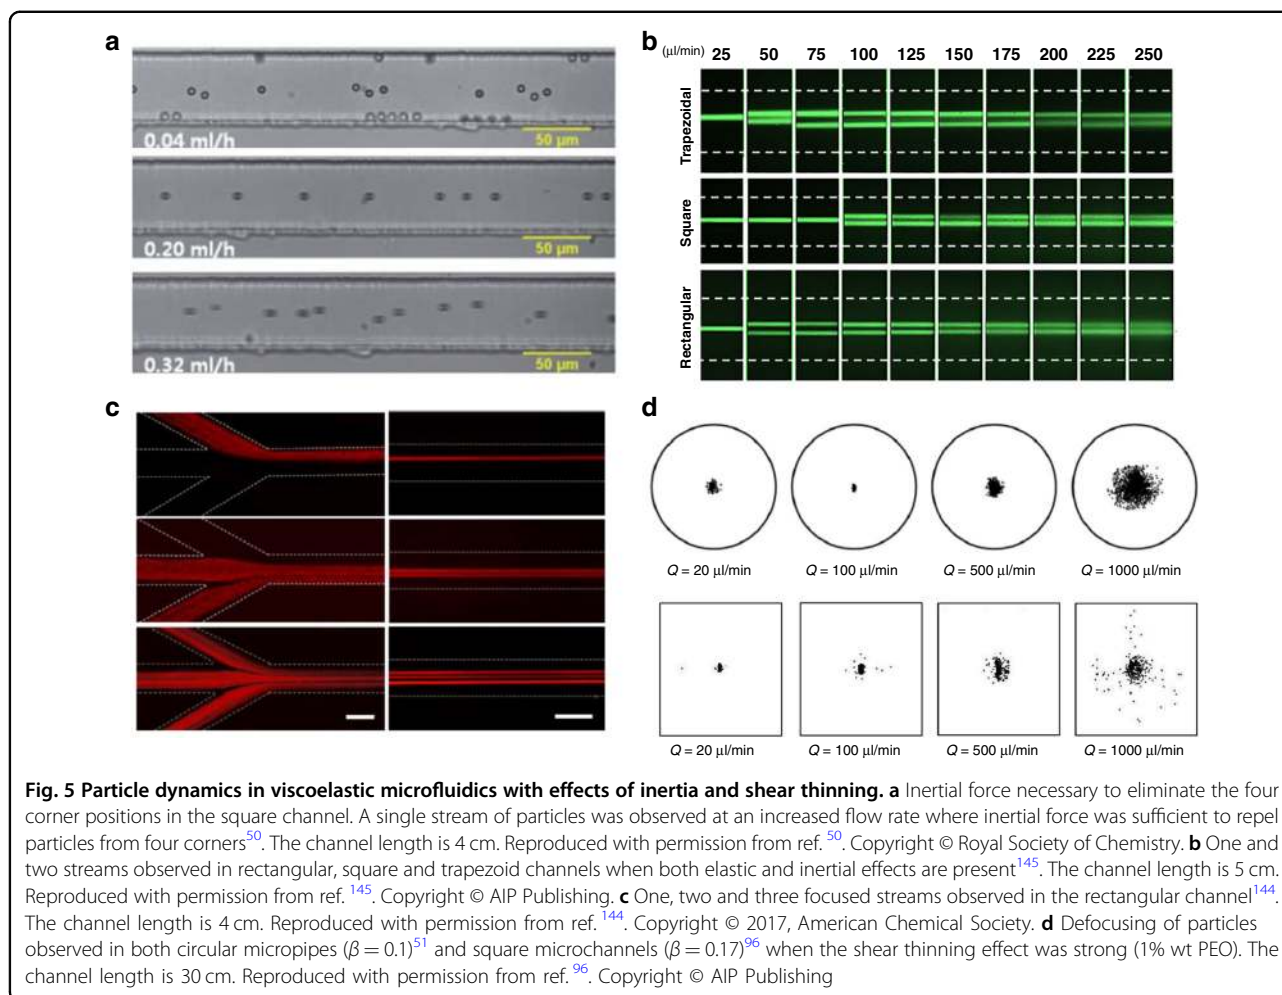 a
0.04 ml/h
50 µm
0.20 ml/h
50 µm
0.32 ml/h
50 µm
b
(µl/min) 25 50 75 100 125 150 175 200 225 250
Trapezoidal
Square
Rectangular
c
d
Q = 20 µl/min Q = 100 µl/min Q = 500 µl/min Q = 1000 µl/min
Q = 20 µl/min Q = 100 µl/min Q = 500 µl/min Q = 1000 µl/min
Fig. 5 Particle dynamics in viscoelastic microfluidics with effects of inertia and shear thinning. a Inertial force necessary to eliminate the four
corner positions in the square channel. A single stream of particles was observed at an increased flow rate where inertial force was sufficient to repel
particles from four corners50. The channel length is 4 cm. Reproduced with permission from ref. 50. Copyright © Royal Society of Chemistry. b One and
two streams observed in rectangular, square and trapezoid channels when both elastic and inertial effects are present145. The channel length is 5 cm.
Reproduced with permission from ref. 145. Copyright © AIP Publishing. c One, two and three focused streams observed in the rectangular channel144.
The channel length is 4 cm. Reproduced with permission from ref. 144. Copyright © 2017, American Chemical Society. d Defocusing of particles
observed in both circular micropipes (β = 0.1)51 and square microchannels (β = 0.17)96 when the shear thinning effect was strong (1% wt PEO). The
channel length is 30 cm. Reproduced with permission from ref. 96. Copyright © AIP Publishing